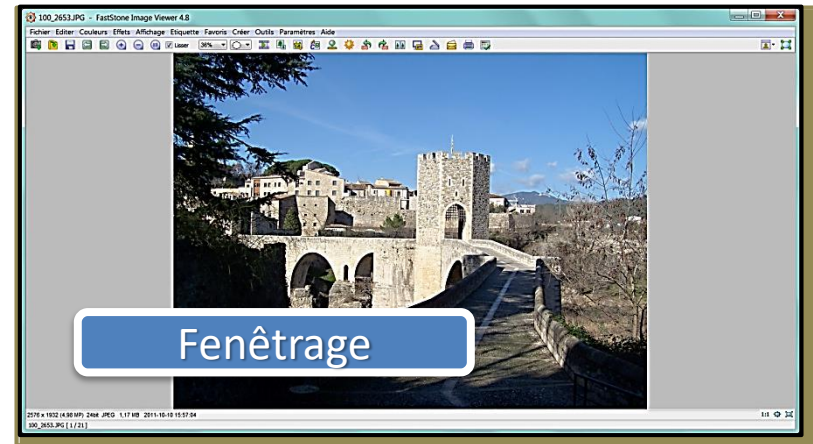 100_2653.JPG - FastStone Image Viewer 4.8
Fichier Editer Couleurs Effets Affichage Etiquette Favoris Créer Outils Paramètres Aide
Lisser 36%
Fenêtrage
2576 x 1932 (4,98 MP) 24bit JPEG 1,17 MB 2011-10-10 15:57:04 1:1
100_2653.JPG [ 1 / 21 ]